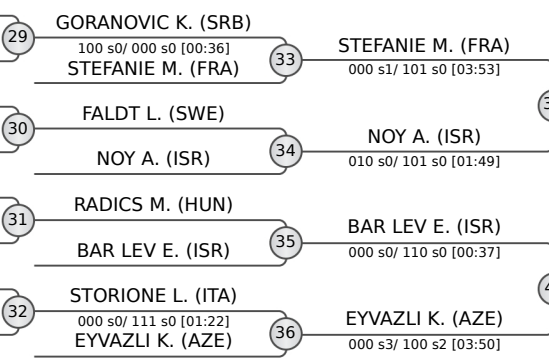 29
GORANOVIC K. (SRB)
100 s0/ 000 s0 [00:36]
STEFANIE M. (FRA)
33
STEFANIE M. (FRA)
000 s1/ 101 s0 [03:53]
30
FALDT L. (SWE)
NOY A. (ISR)
34
NOY A. (ISR)
010 s0/ 101 s0 [01:49]
31
RADICS M. (HUN)
BAR LEV E. (ISR)
35
BAR LEV E. (ISR)
000 s0/ 110 s0 [00:37]
32
STORIONE L. (ITA)
000 s0/ 111 s0 [01:22]
EYVAZLI K. (AZE)
36
EYVAZLI K. (AZE)
000 s3/ 100 s2 [03:50]